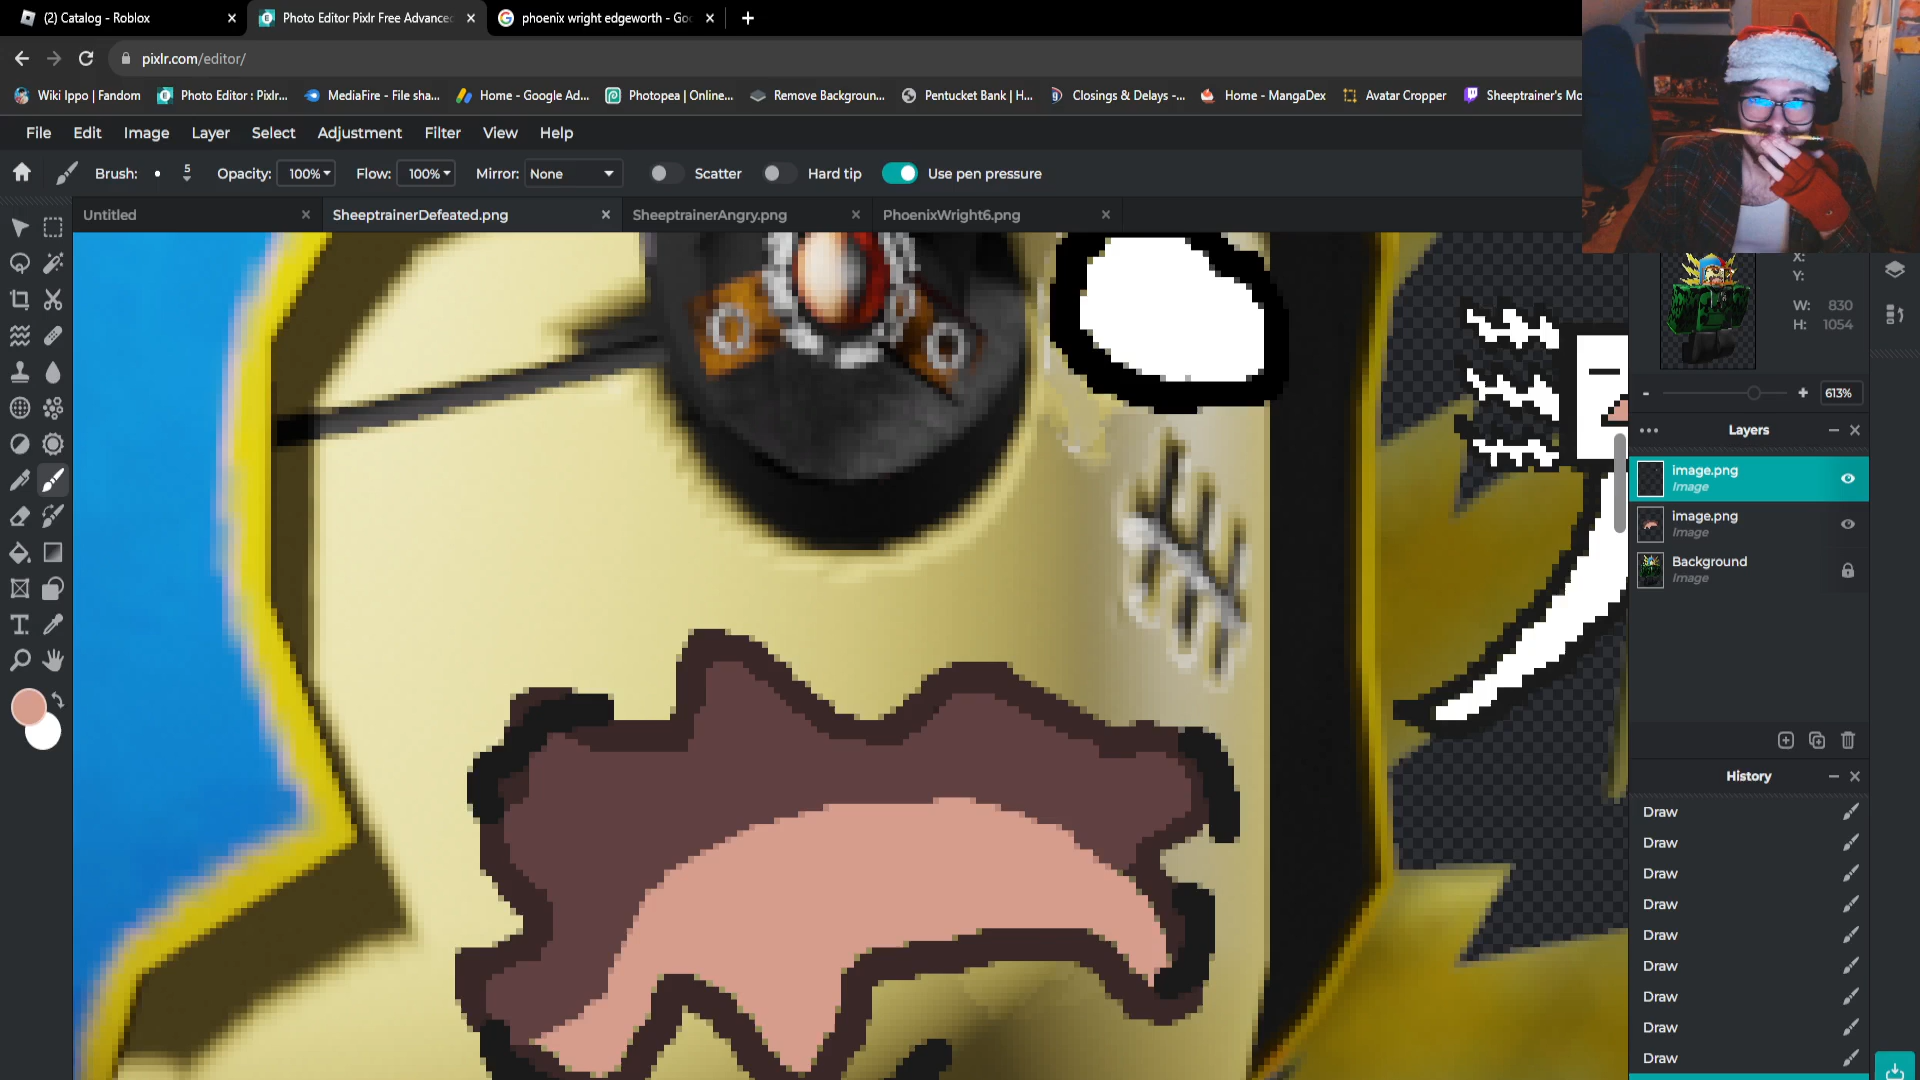 (2) Catalog - Roblox
Photo Editor Pixlr Free Advance
phoenix wright edgeworth - Goo
pixlr.com/editor/
Wiki Ippo | Fandom
Photo Editor : Pixlr...
MediaFire - File sha...
Home - Google Ad...
Photopea | Online...
Remove Backgroun...
Pentucket Bank | H...
Closings & Delays -...
Home - MangaDex
Avatar Cropper
Sheeptrainer's Mo
File Edit Image Layer Select Adjustment Filter View Help
Brush: 5 Opacity: 100% Flow: 100% Mirror: None Scatter Hard tip Use pen pressure
Untitled
SheeptrainerDefeated.png
SheeptrainerAngry.png
PhoenixWright6.png
X:
Y:
W: 830
H: 1054
613%
Layers
image.png
Image
image.png
Image
Background
Image
History
Draw
Draw
Draw
Draw
Draw
Draw
Draw
Draw
Draw